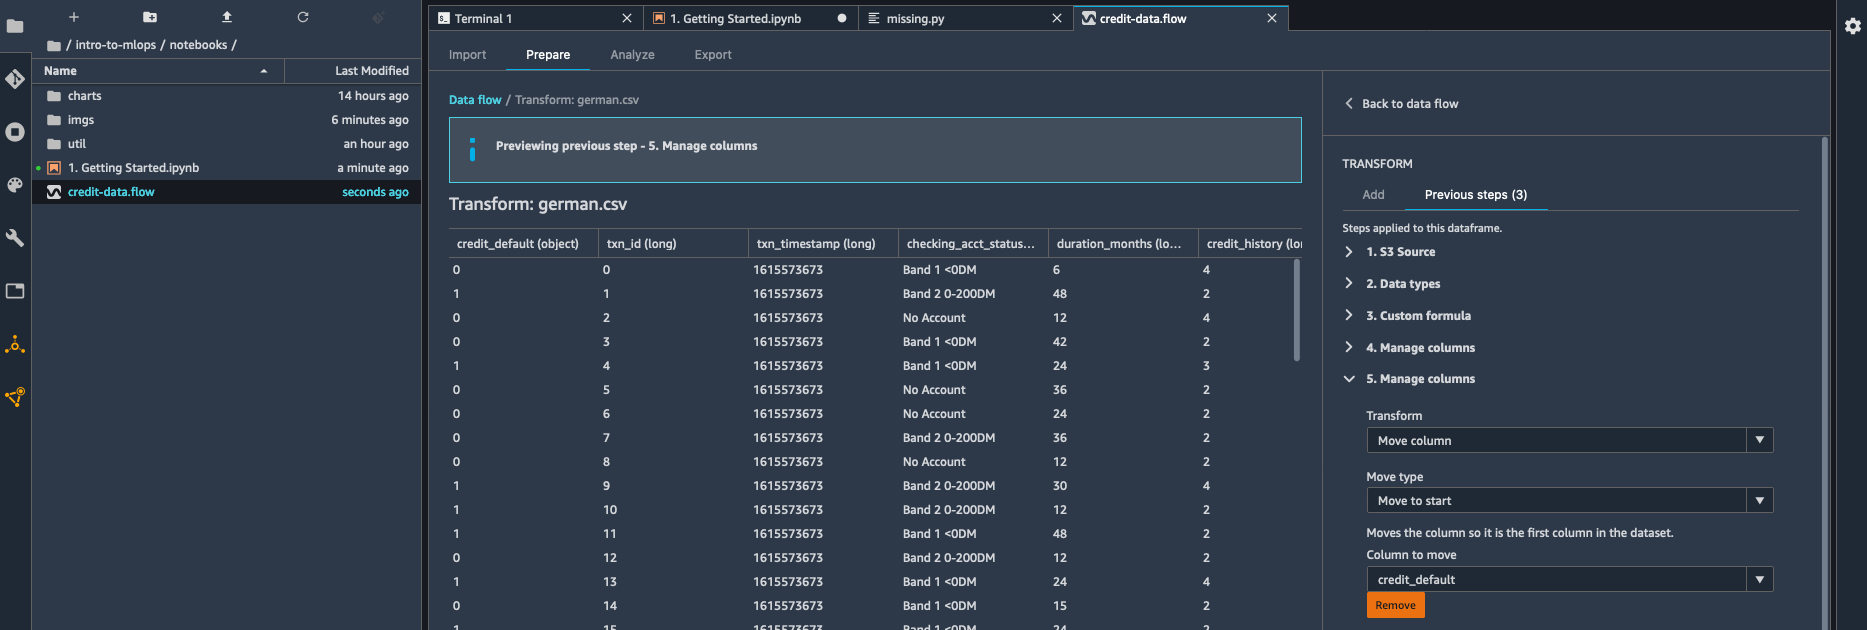 / intro-to-mlops / notebooks /
Name Last Modified
charts 14 hours ago
imgs 6 minutes ago
util an hour ago
1. Getting Started.ipynb a minute ago
credit-data.flow seconds ago
Terminal 1
1. Getting Started.ipynb
missing.py
credit-data.flow
Import Prepare Analyze Export
Data flow / Transform: german.csv
Previewing previous step - 5. Manage columns
Transform: german.csv
credit_default (object) txn_id (long) txn_timestamp (long) checking_acct_status... duration_months (lo... credit_history (lo
0 0 1615573673 Band 1 <0DM 6 4
1 1 1615573673 Band 2 0-200DM 48 2
0 2 1615573673 No Account 12 4
0 3 1615573673 Band 1 <0DM 42 2
1 4 1615573673 Band 1 <0DM 24 3
0 5 1615573673 No Account 36 2
0 6 1615573673 No Account 24 2
0 7 1615573673 Band 2 0-200DM 36 2
0 8 1615573673 No Account 12 2
1 9 1615573673 Band 2 0-200DM 30 4
1 10 1615573673 Band 2 0-200DM 12 2
1 11 1615573673 Band 1 <0DM 48 2
0 12 1615573673 Band 2 0-200DM 12 2
1 13 1615573673 Band 1 <0DM 24 4
0 14 1615573673 Band 1 <0DM 15 2
1 15 1615573673 Band 1 <0DM 24 2
Back to data flow
TRANSFORM
Add Previous steps (3)
Steps applied to this dataframe.
1. S3 Source
2. Data types
3. Custom formula
4. Manage columns
5. Manage columns
Transform
Move column
Move type
Move to start
Moves the column so it is the first column in the dataset.
Column to move
credit_default
Remove